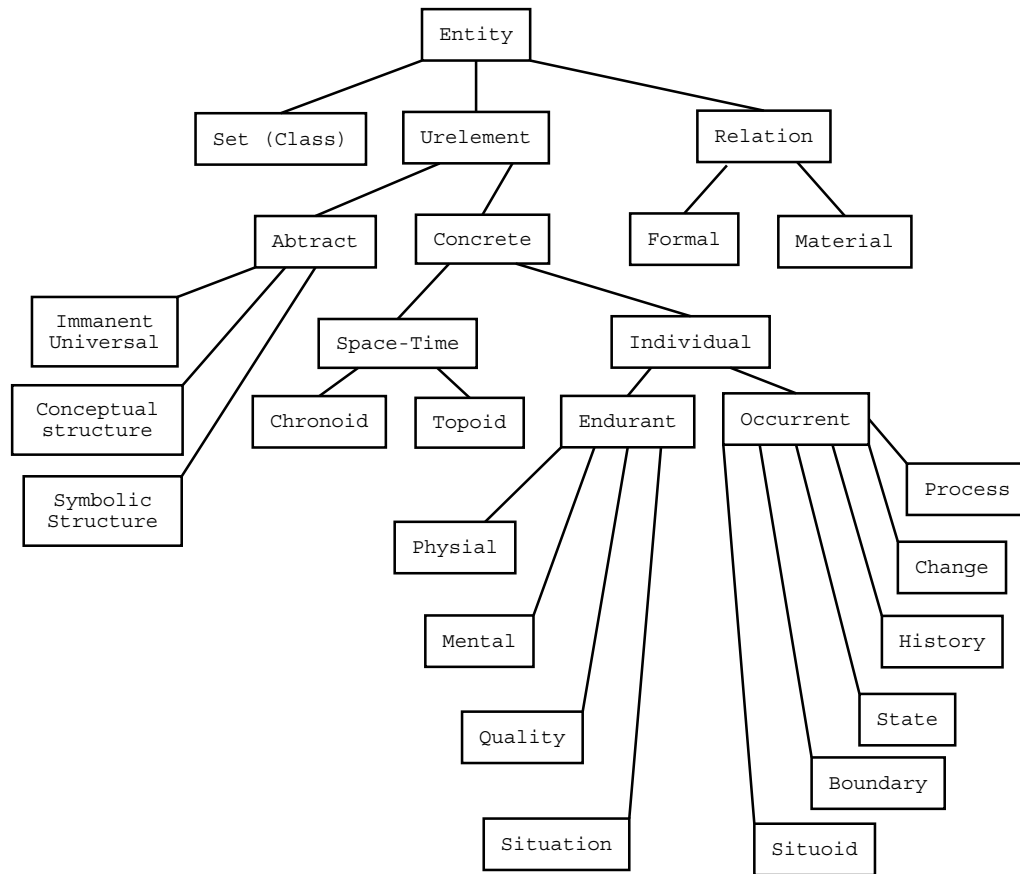 Entity
Set (Class)
Urelement
Relation
Abtract
Concrete
Formal
Material
Immanent
Universal
Space-Time
Individual
Conceptual
structure
Chronoid
Topoid
Endurant
Occurrent
Symbolic
Structure
Process
Physial
Change
Mental
History
Quality
State
Boundary
Situation
Situoid